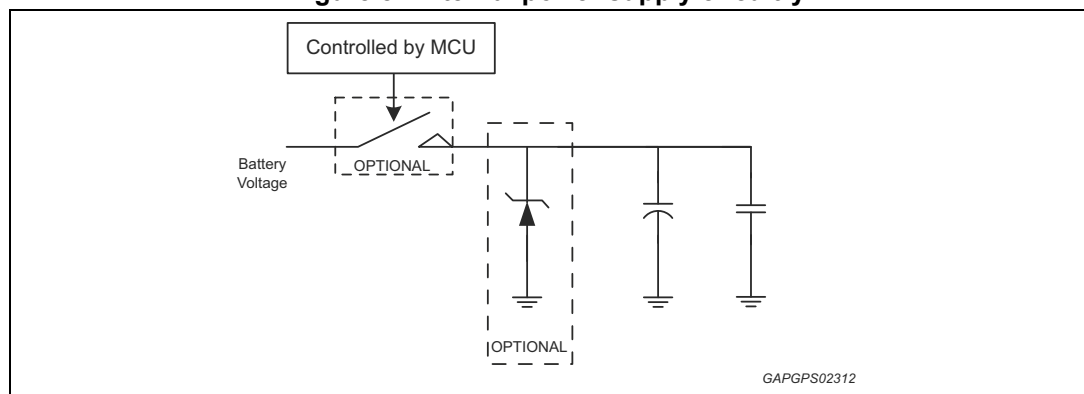 Controlled by MCU
OPTIONAL
Battery
Voltage
OPTIONAL
GAPGPS02312